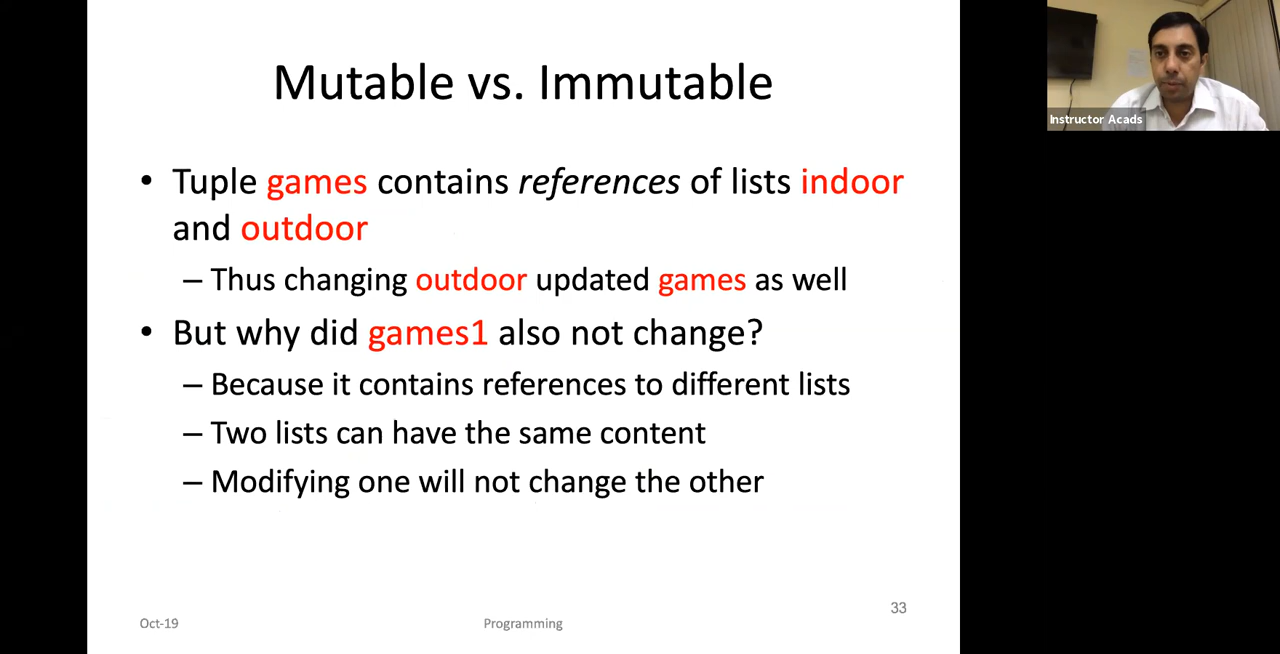 Mutable vs. Immutable
• Tuple games contains references of lists indoor
and outdoor
– Thus changing outdoor updated games as well
• But why did games1 also not change?
– Because it contains references to different lists
– Two lists can have the same content
– Modifying one will not change the other
Oct-19
Programming
33
Instructor Acads